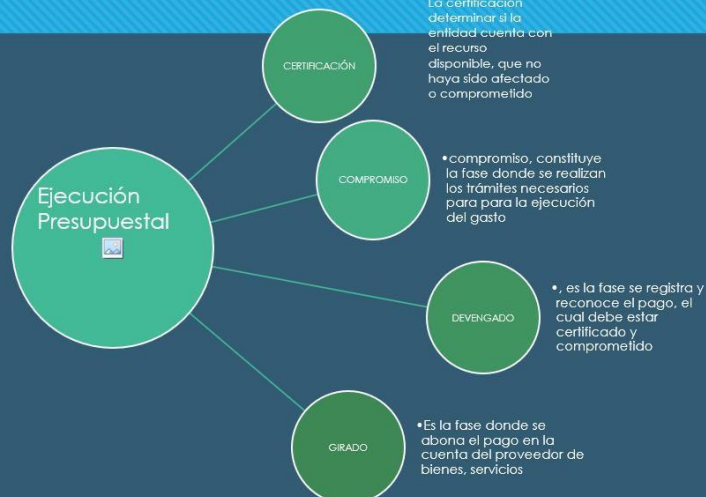 La certificación
determinar si la
entidad cuenta con
el recurso
disponible, que no
haya sido afectado
o comprometido
CERTIFICACIÓN
COMPROMISO
•compromiso, constituye
la fase donde se realizan
los trámites necesarios
para para la ejecución
del gasto
Ejecución
Presupuestal
DEVENGADO
•, es la fase se registra y
reconoce el pago, el
cual debe estar
certificado y
comprometido
GIRADO
•Es la fase donde se
abona el pago en la
cuenta del proveedor de
bienes, servicios